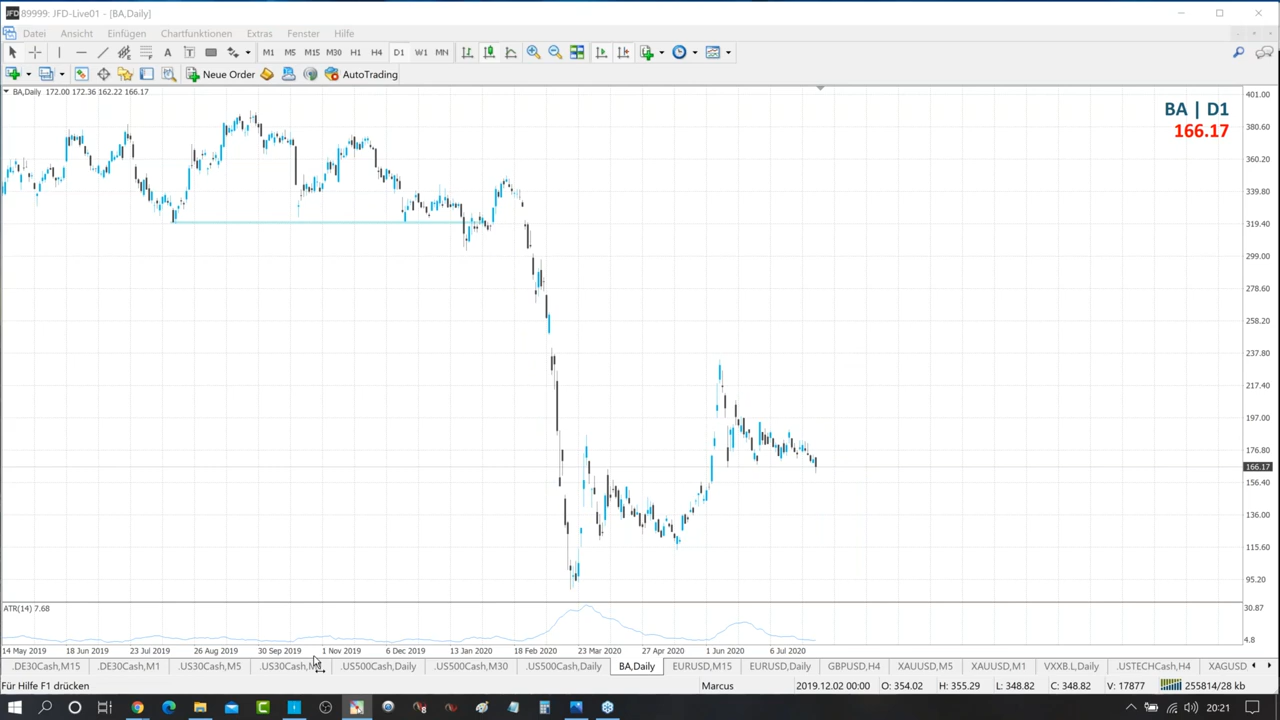 89999: JFD-Live01 - [BA,Daily]
Datei Ansicht Einfügen Chartfunktionen Extras Fenster Hilfe
A T M1 M5 M15 M30 H1 H4 D1 W1 MN
Neue Order AutoTrading
BA,Daily 172.00 172.36 162.22 166.17
BA | D1
166.17
401.00
380.60
360.20
339.80
319.40
299.00
278.60
258.20
237.80
217.40
197.00
176.80
166.17
156.40
136.00
115.60
95.20
ATR(14) 7.68
30.87
4.8
14 May 2019 18 Jun 2019 23 Jul 2019 26 Aug 2019 30 Sep 2019 1 Nov 2019 6 Dec 2019 13 Jan 2020 18 Feb 2020 23 Mar 2020 27 Apr 2020 1 Jun 2020 6 Jul 2020
.DE30Cash,M15 .DE30Cash,M1 .US30Cash,M5 .US30Cash, .US500Cash,Daily .US500Cash,M30 .US500Cash,Daily BA,Daily EURUSD,M15 EURUSD,Daily GBPUSD,H4 XAUUSD,M5 XAUUSD,M1 VXXB.L,Daily .USTECHCash,H4 XAGUSD
Für Hilfe F1 drücken Marcus 2019.12.02 00:00 O: 354.02 H: 355.29 L: 348.82 C: 348.82 V: 17877 255814/28 kb
20:21